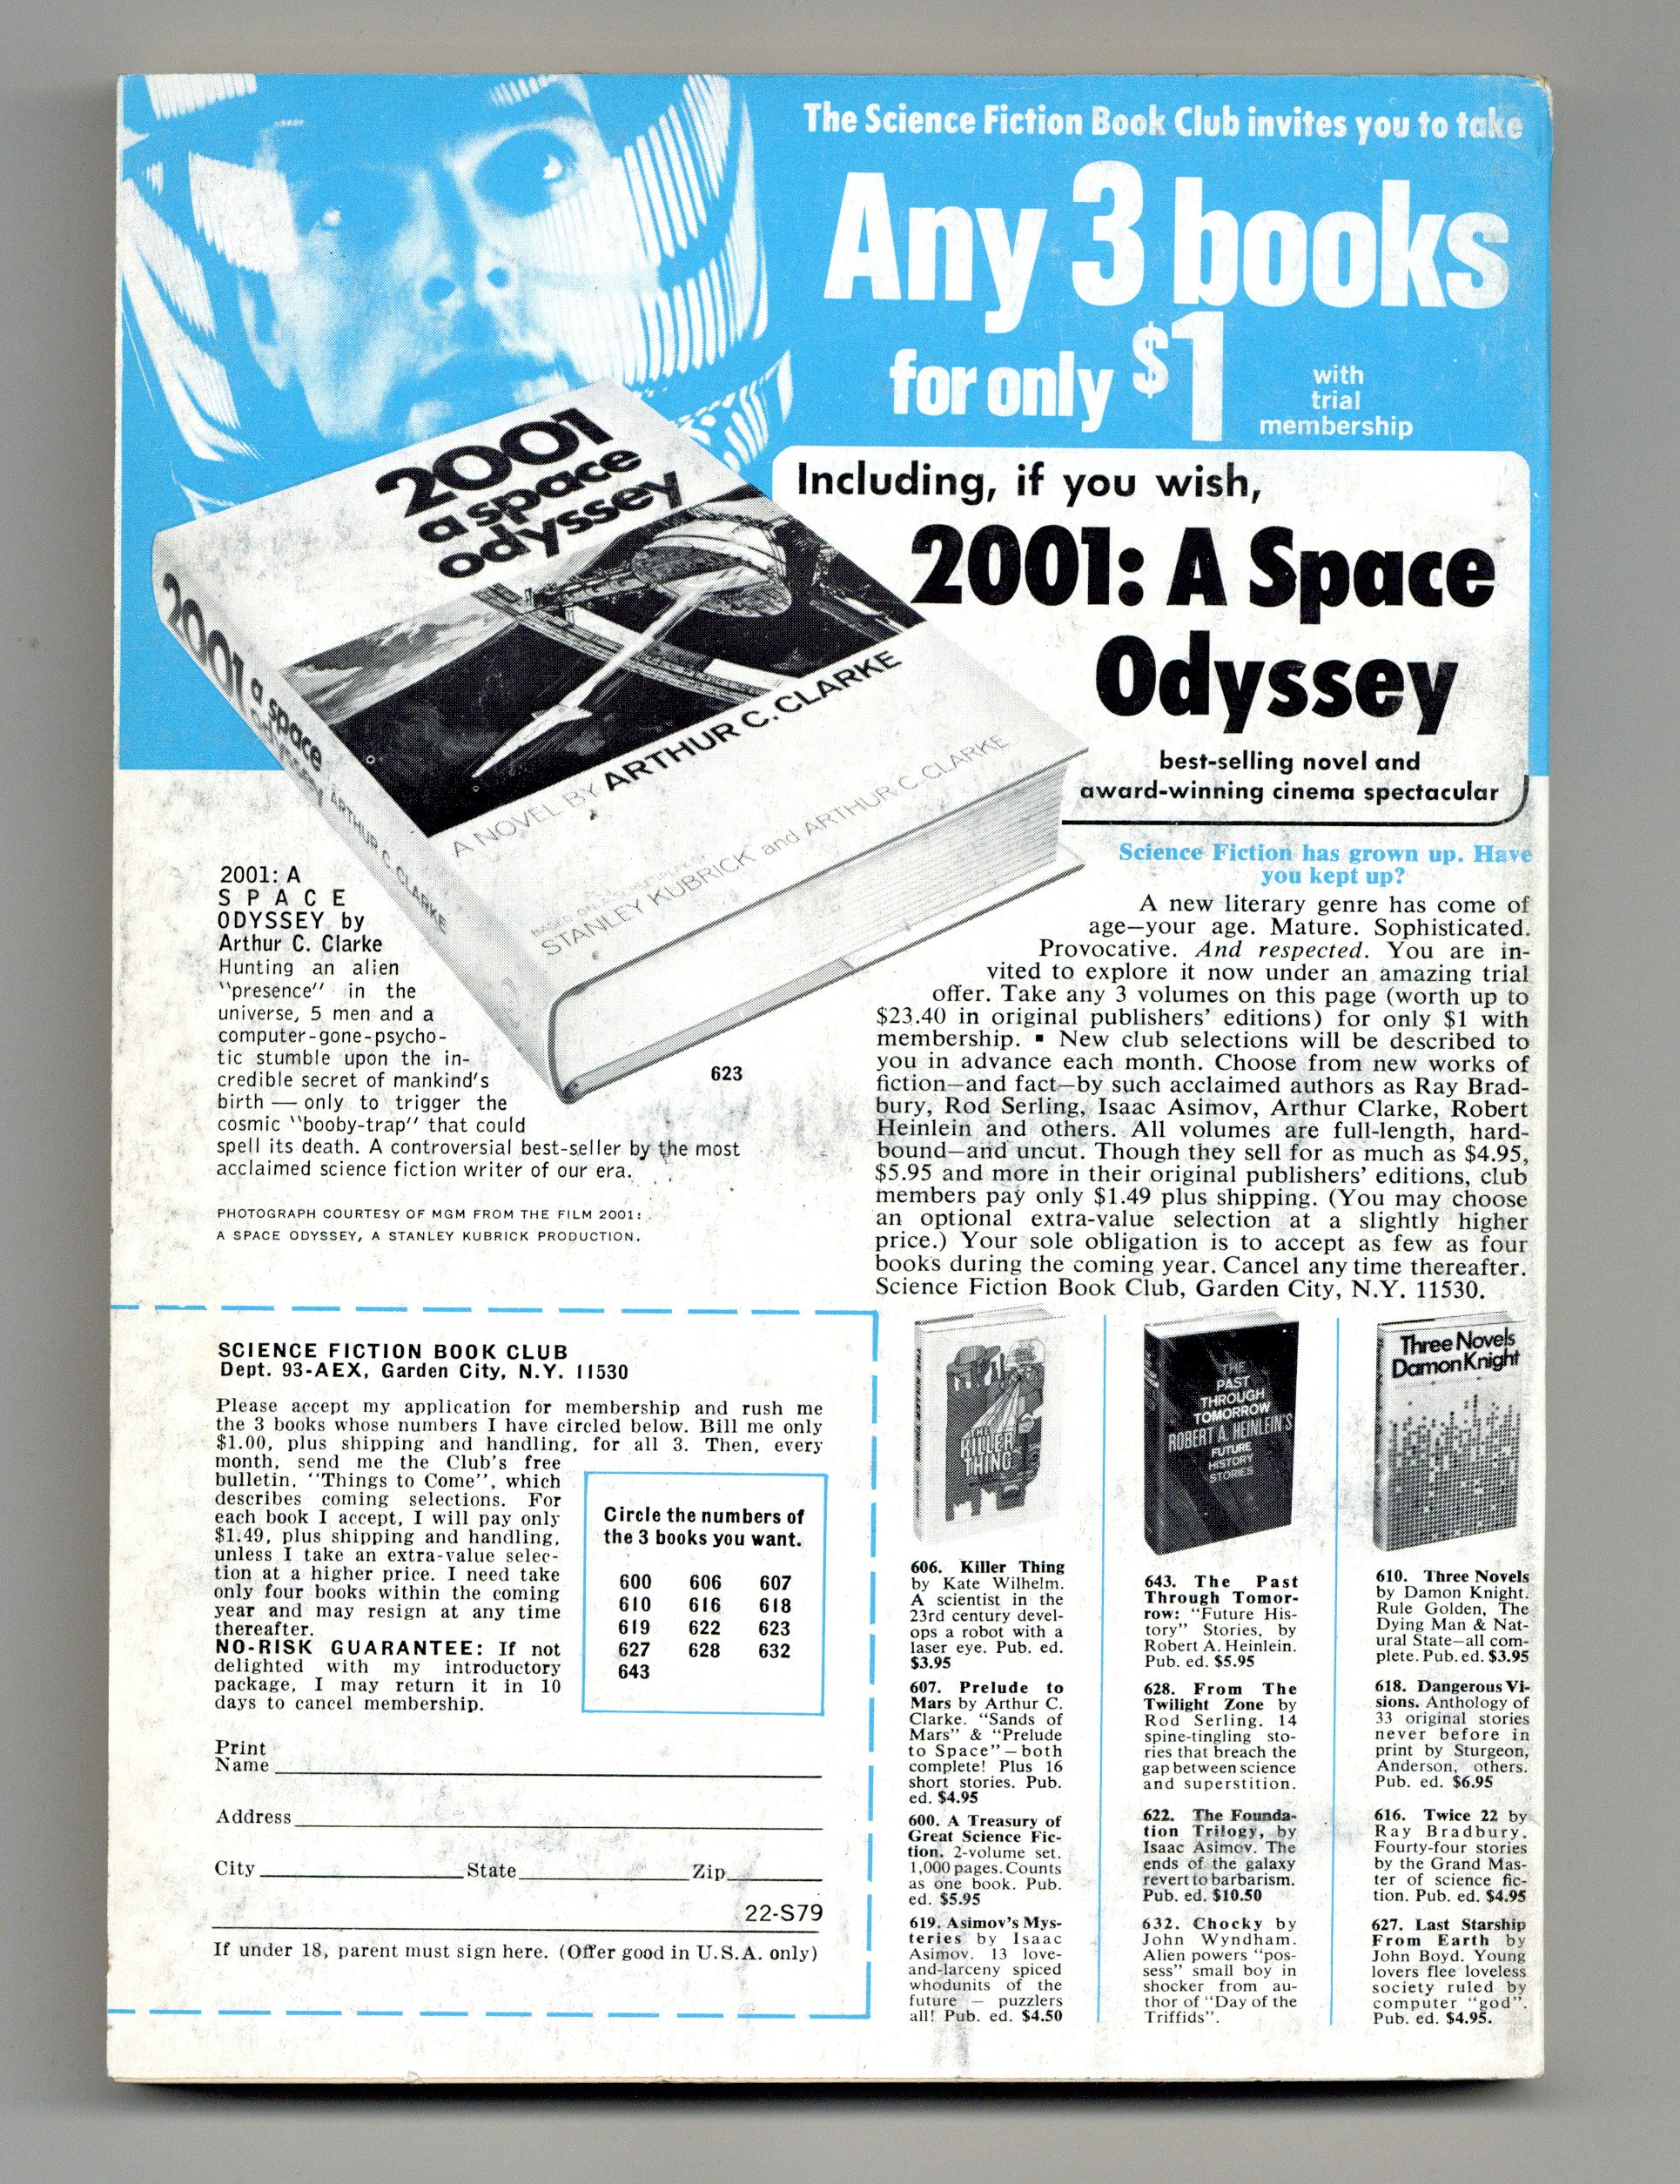 The Science Fiction Book Club invites you to take
Any 3 books
for only $1
with
trial
membership
Including, if you wish,
2001: A Space
Odyssey
best-selling novel and
award-winning cinema spectacular
2001
a space
odyssey
A NOVEL BY ARTHUR C. CLARKE
STANLEY KUBRICK and ARTHUR C. CLARKE
2001 a space odyssey ARTHUR C. CLARKE
623
2001: A
SPACE
ODYSSEY by
Arthur C. Clarke
Hunting an alien
"presence" in the
universe, 5 men and a
computer-gone-psycho-
tic stumble upon the in-
credible secret of mankind's
birth — only to trigger the
cosmic "booby-trap" that could
spell its death. A controversial best-seller by the most
acclaimed science fiction writer of our era.
PHOTOGRAPH COURTESY OF MGM FROM THE FILM 2001:
A SPACE ODYSSEY, A STANLEY KUBRICK PRODUCTION.
Science Fiction has grown up. Have
you kept up?
A new literary genre has come of
age—your age. Mature. Sophisticated.
Provocative. And respected. You are in-
vited to explore it now under an amazing trial
offer. Take any 3 volumes on this page (worth up to
$23.40 in original publishers' editions) for only $1 with
membership. ▪ New club selections will be described to
you in advance each month. Choose from new works of
fiction—and fact—by such acclaimed authors as Ray Brad-
bury, Rod Serling, Isaac Asimov, Arthur Clarke, Robert
Heinlein and others. All volumes are full-length, hard-
bound—and uncut. Though they sell for as much as $4.95,
$5.95 and more in their original publishers' editions, club
members pay only $1.49 plus shipping. (You may choose
an optional extra-value selection at a slightly higher
price.) Your sole obligation is to accept as few as four
books during the coming year. Cancel any time thereafter.
Science Fiction Book Club, Garden City, N.Y. 11530.
SCIENCE FICTION BOOK CLUB
Dept. 93-AEX, Garden City, N.Y. 11530
Please accept my application for membership and rush me
the 3 books whose numbers I have circled below. Bill me only
$1.00, plus shipping and handling, for all 3. Then, every
month, send me the Club's free
bulletin, "Things to Come", which
describes coming selections. For
each book I accept, I will pay only
$1.49, plus shipping and handling,
unless I take an extra-value selec-
tion at a higher price. I need take
only four books within the coming
year and may resign at any time
thereafter.
NO-RISK GUARANTEE: If not
delighted with my introductory
package, I may return it in 10
days to cancel membership.
Circle the numbers of
the 3 books you want.
600 606 607
610 616 618
619 622 623
627 628 632
643
Print
Name
Address
City State Zip
22-S79
If under 18, parent must sign here. (Offer good in U.S.A. only)
THE
KILLER
THING
606. Killer Thing
by Kate Wilhelm.
A scientist in the
23rd century devel-
ops a robot with a
laser eye. Pub. ed.
$3.95
607. Prelude to
Mars by Arthur C.
Clarke. "Sands of
Mars" & "Prelude
to Space"—both
complete! Plus 16
short stories. Pub.
ed. $4.95
600. A Treasury of
Great Science Fic-
tion. 2-volume set.
1,000 pages. Counts
as one book. Pub.
ed. $5.95
619. Asimov's Mys-
teries by Isaac
Asimov. 13 love-
and-larceny spiced
whodunits of the
future — puzzlers
all! Pub. ed. $4.50
THE
PAST
THROUGH
TOMORROW
ROBERT A. HEINLEIN'S
FUTURE
HISTORY
STORIES
643. The Past
Through Tomor-
row: "Future His-
tory" Stories, by
Robert A. Heinlein.
Pub. ed. $5.95
628. From The
Twilight Zone by
Rod Serling. 14
spine-tingling sto-
ries that breach the
gap between science
and superstition.
622. The Founda-
tion Trilogy, by
Isaac Asimov. The
ends of the galaxy
revert to barbarism.
Pub. ed. $10.50
632. Chocky by
John Wyndham.
Alien powers "pos-
sess" small boy in
shocker from au-
thor of "Day of the
Triffids".
Three Novels
Damon Knight
610. Three Novels
by Damon Knight.
Rule Golden, The
Dying Man & Nat-
ural State—all com-
plete. Pub. ed. $3.95
618. Dangerous Vi-
sions. Anthology of
33 original stories
never before in
print by Sturgeon,
Anderson, others.
Pub. ed. $6.95
616. Twice 22 by
Ray Bradbury.
Fourty-four stories
by the Grand Mas-
ter of science fic-
tion. Pub. ed. $4.95
627. Last Starship
From Earth by
John Boyd. Young
lovers flee loveless
society ruled by
computer "god".
Pub. ed. $4.95.